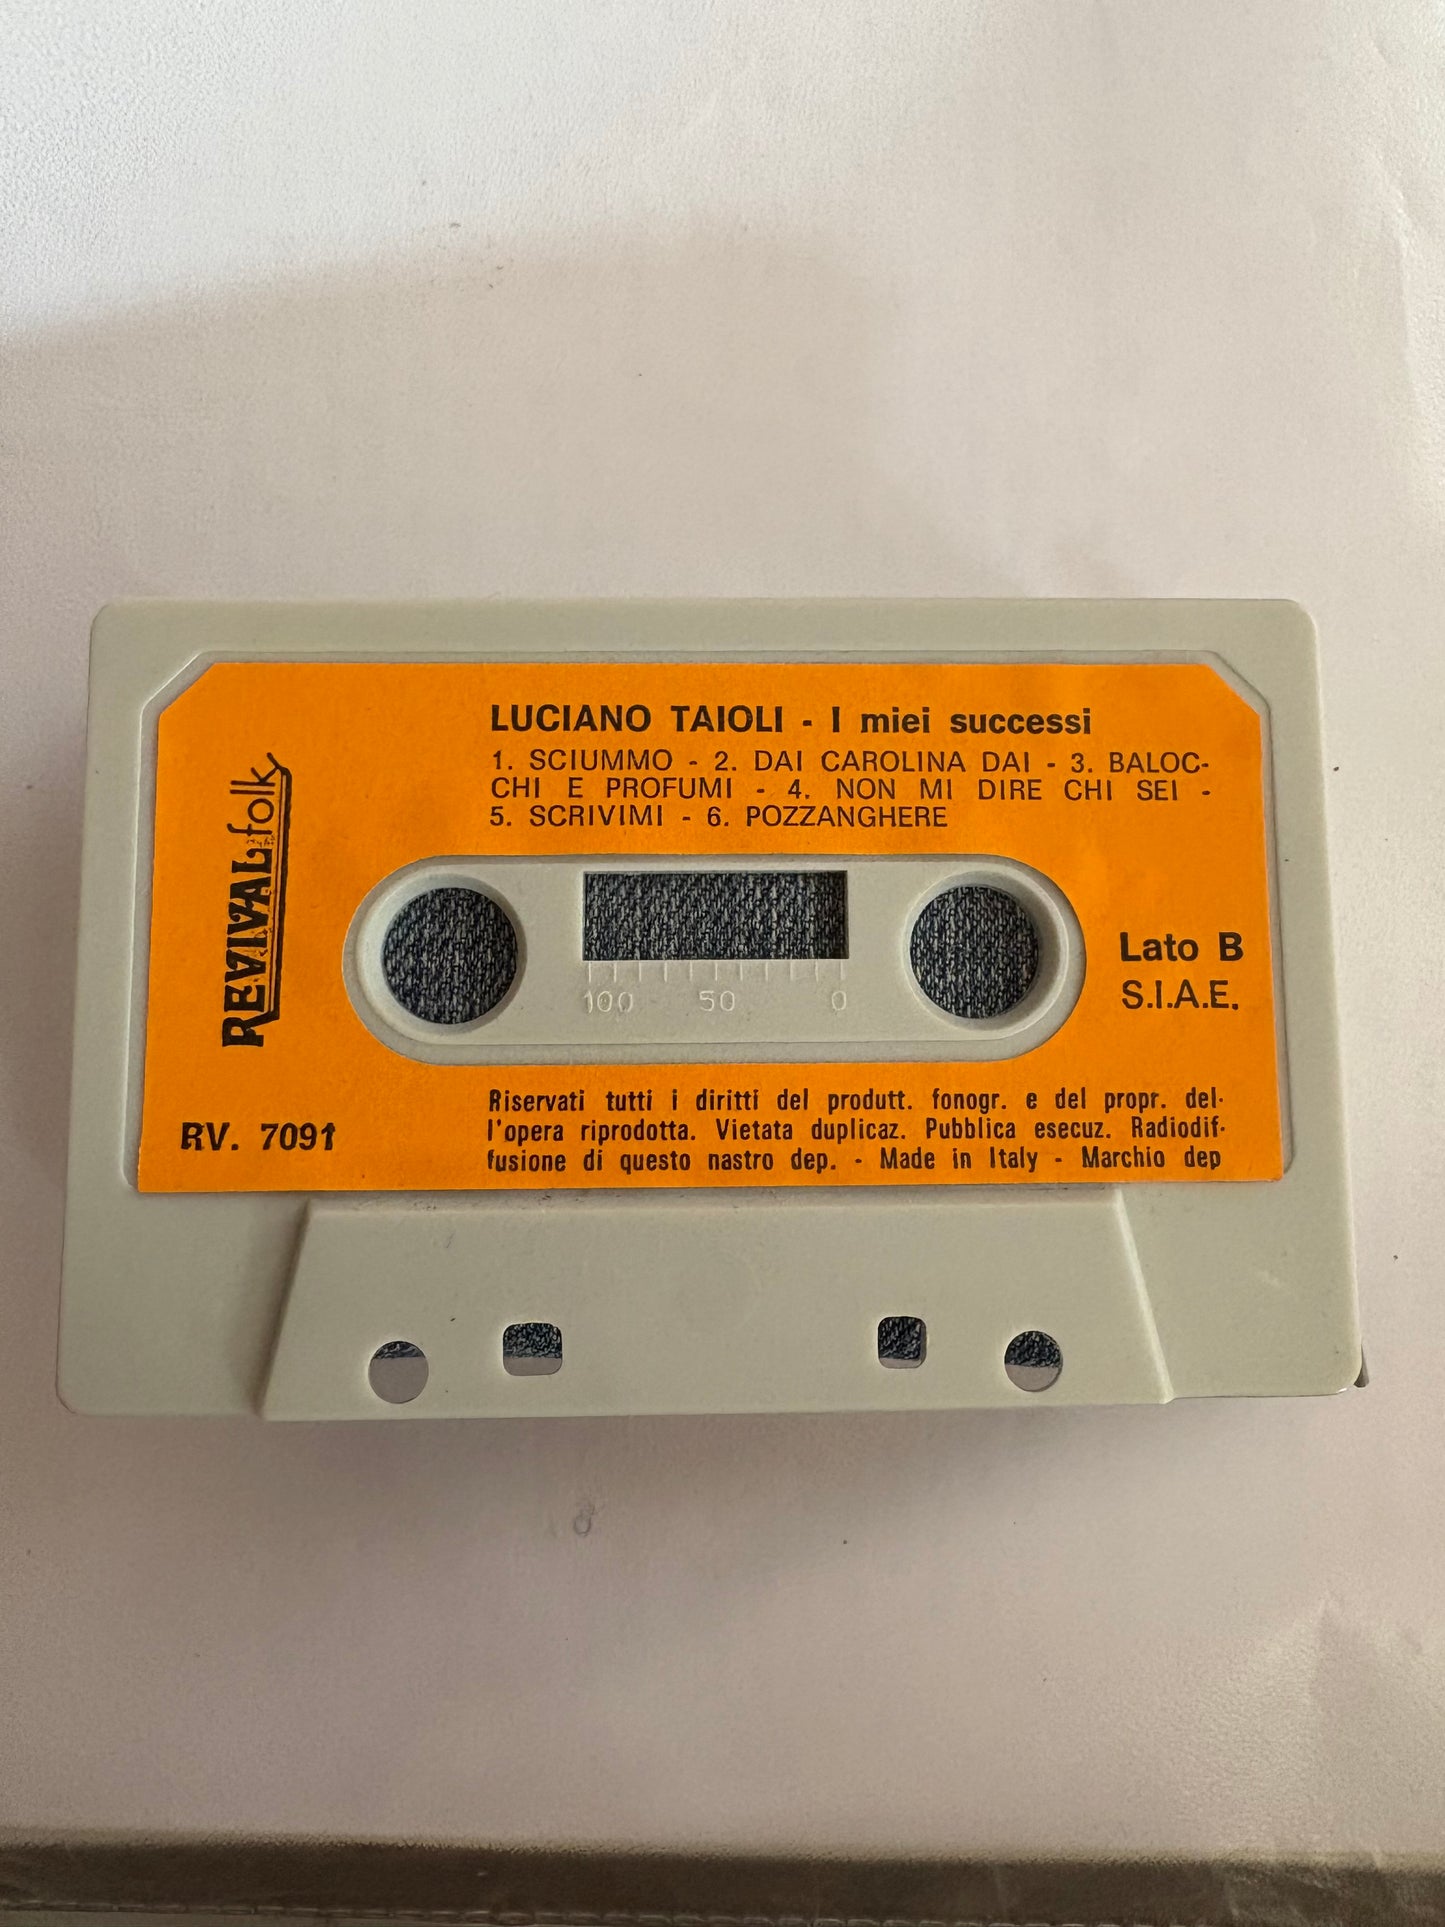 LUCIANO TAIOLI - I miei successi
1. SCIUMMO - 2. DAI CAROLINA DAI - 3. BALOC-
CHI E PROFUMI - 4. NON MI DIRE CHI SEI -
5. SCRIVIMI - 6. POZZANGHERE
REVIVAL folk
100 50 0
Lato B
S.I.A.E.
RV. 7091
Riservati tutti i diritti del produtt. fonogr. e del propr. del-
l'opera riprodotta. Vietata duplicaz. Pubblica esecuz. Radiodif-
fusione di questo nastro dep. - Made in Italy - Marchio dep